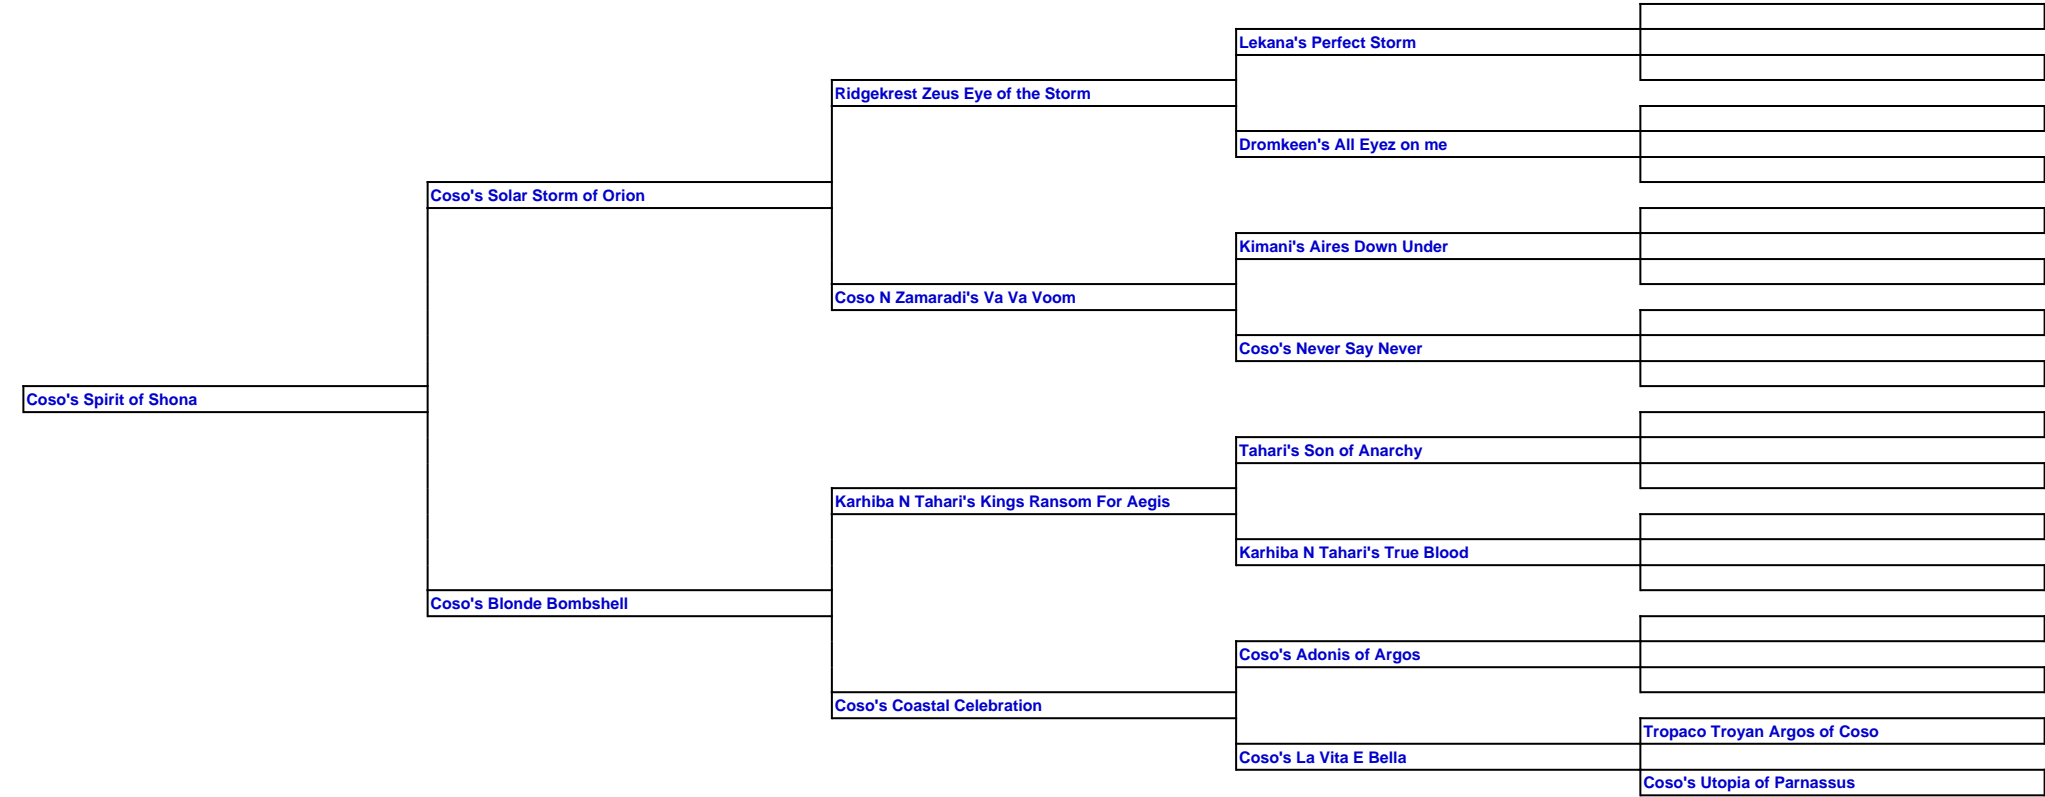 Lekana's Perfect Storm
Ridgekrest Zeus Eye of the Storm
Dromkeen's All Eyez on me
Coso's Solar Storm of Orion
Kimani's Aires Down Under
Coso N Zamaradi's Va Va Voom
Coso's Never Say Never
Coso's Spirit of Shona
Tahari's Son of Anarchy
Karhiba N Tahari's Kings Ransom For Aegis
Karhiba N Tahari's True Blood
Coso's Blonde Bombshell
Coso's Adonis of Argos
Coso's Coastal Celebration
Tropaco Troyan Argos of Coso
Coso's La Vita E Bella
Coso's Utopia of Parnassus